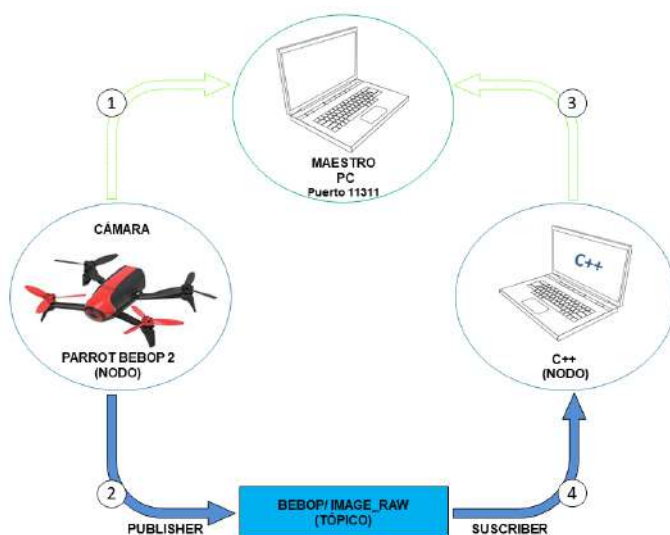 1
3
MAESTRO
PC
Puerto 11311
CÁMARA
C++
PARROT BEBOP 2
(NODO)
C++
(NODO)
2
4
BEBOP/ IMAGE_RAW
(TÓPICO)
PUBLISHER
SUSCRIBER